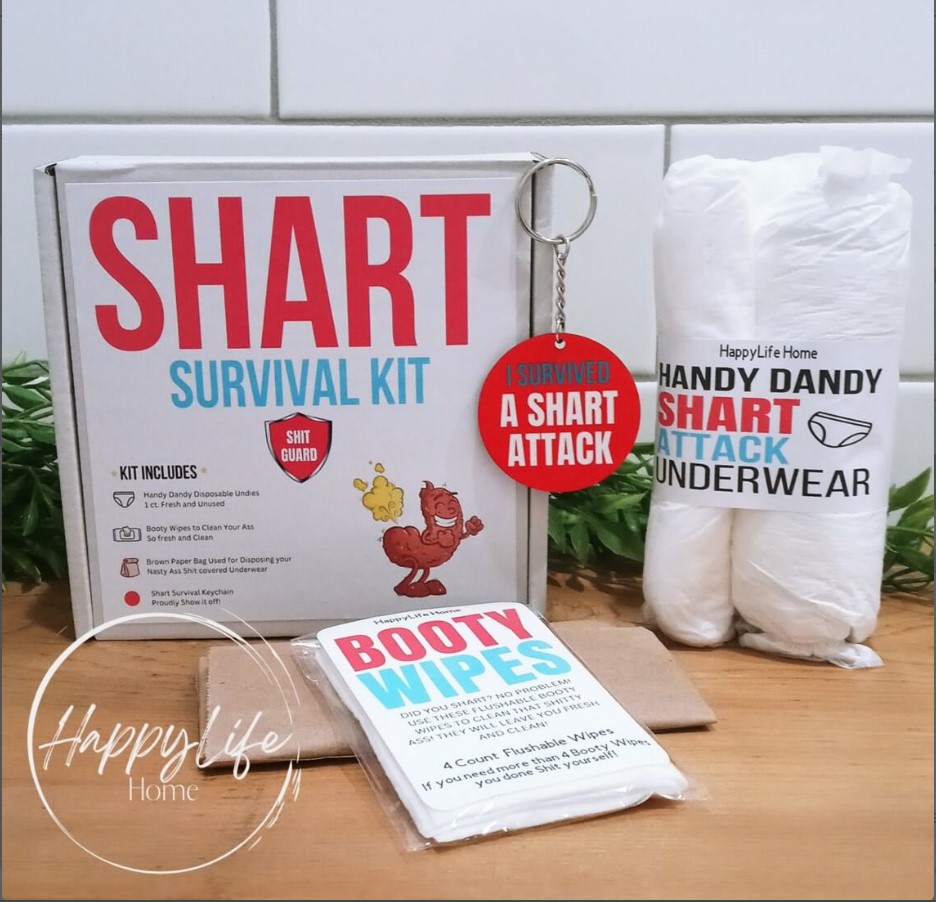 SHART
SURVIVAL KIT
SHIT
GUARD
KIT INCLUDES
Handy Dandy Disposable Undies
1 ct. Fresh and Unused
Booty Wipes to Clean Your Ass
So fresh and Clean
Brown Paper Bag Used for Disposing your
Nasty Ass Shit covered Underwear
Shart Survival Keychain
Proudly Show it off!
I SURVIVED
A SHART
ATTACK
HappyLife Home
HANDY DANDY
SHART
ATTACK
UNDERWEAR
HappyLife Home
BOOTY
WIPES
DID YOU SHART? NO PROBLEM!
USE THESE FLUSHABLE BOOTY
WIPES TO CLEAN THAT SHITTY
ASS! THEY WILL LEAVE YOU FRESH
AND CLEAN!
4 Count Flushable Wipes
If you need more than 4 Booty Wipes
you done Shit yourself!
HappyLife
Home